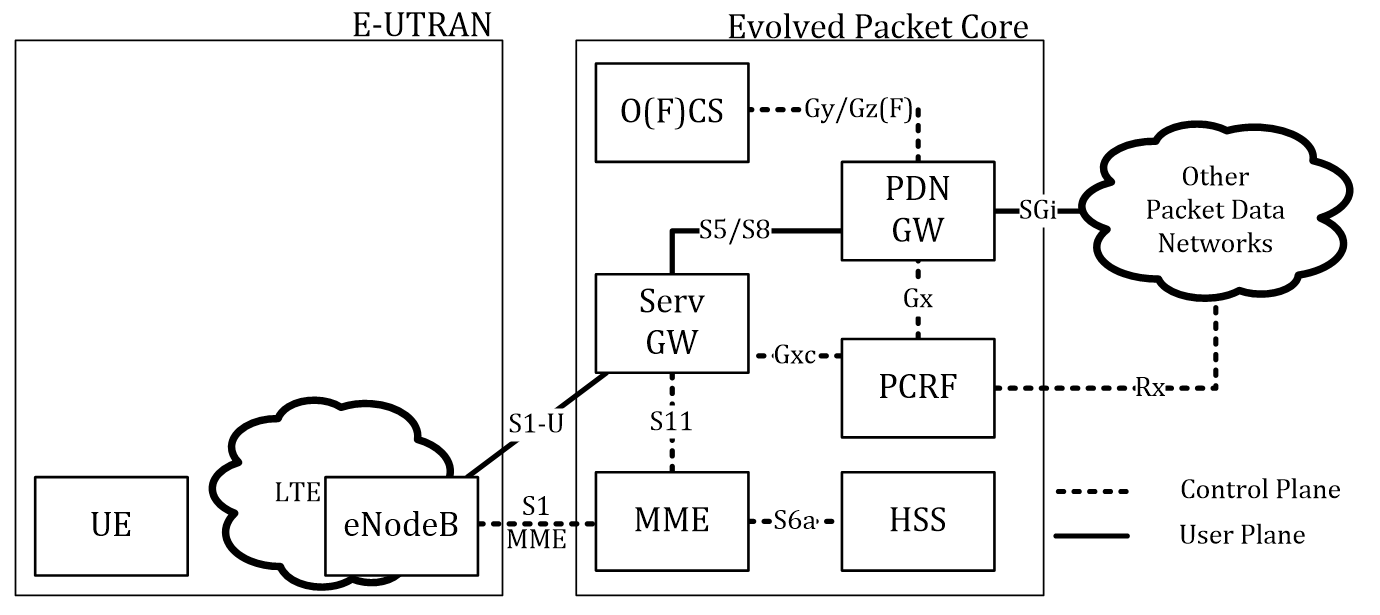 E-UTRAN
Evolved Packet Core
O(F)CS
Gy/Gz(F)
PDN
GW
SGi
Other
Packet Data
Networks
S5/S8
Serv
GW
Gx
Gxc
PCRF
Rx
S1-U
S11
LTE
UE
eNodeB
S1
MME
MME
S6a
HSS
Control Plane
User Plane